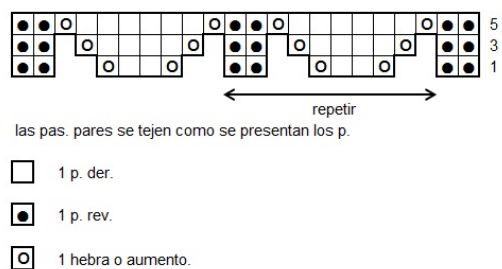 5
3
1
repetir
las pas. pares se tejen como se presentan los p.
1 p. der.
1 p. rev.
1 hebra o aumento.